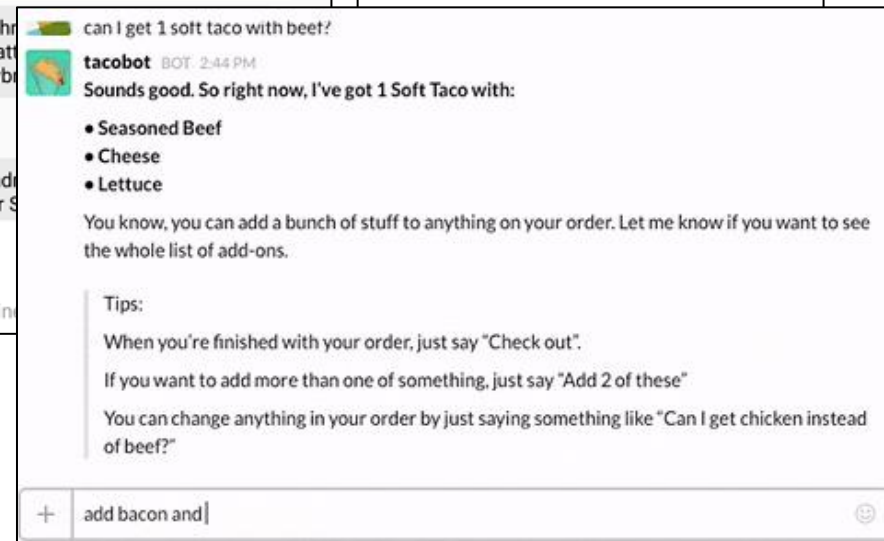 can I get 1 soft taco with beef?
tacobot BOT 2:44 PM
Sounds good. So right now, I've got 1 Soft Taco with:
• Seasoned Beef
• Cheese
• Lettuce
You know, you can add a bunch of stuff to anything on your order. Let me know if you want to see
the whole list of add-ons.
Tips:
When you're finished with your order, just say "Check out".
If you want to add more than one of something, just say "Add 2 of these"
You can change anything in your order by just saying something like "Can I get chicken instead
of beef?"
+ add bacon and